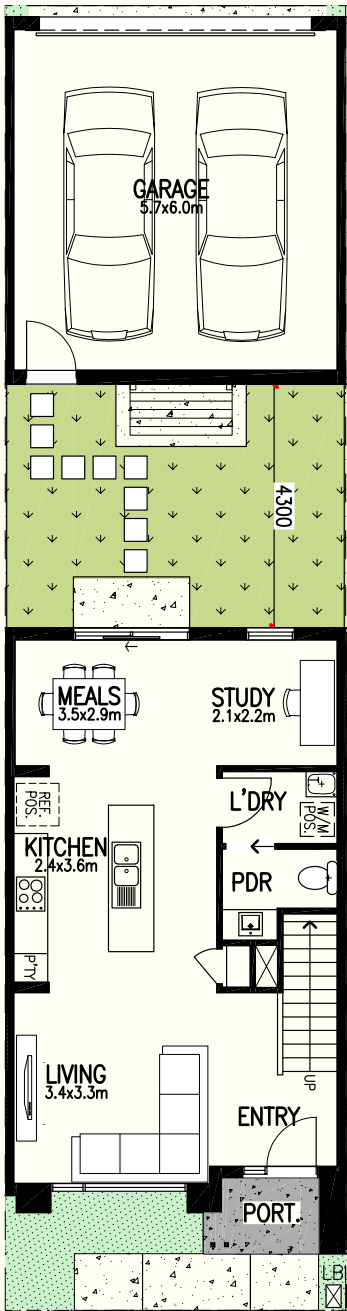 GARAGE
5.7x6.0m
4300
MEALS
3.5x2.9m
STUDY
2.1x2.2m
REF.
POS.
L'DRY
W/M
POS.
KITCHEN
2.4x3.6m
PDR
P'TY
UP
LIVING
3.4x3.3m
ENTRY
PORT.
LB